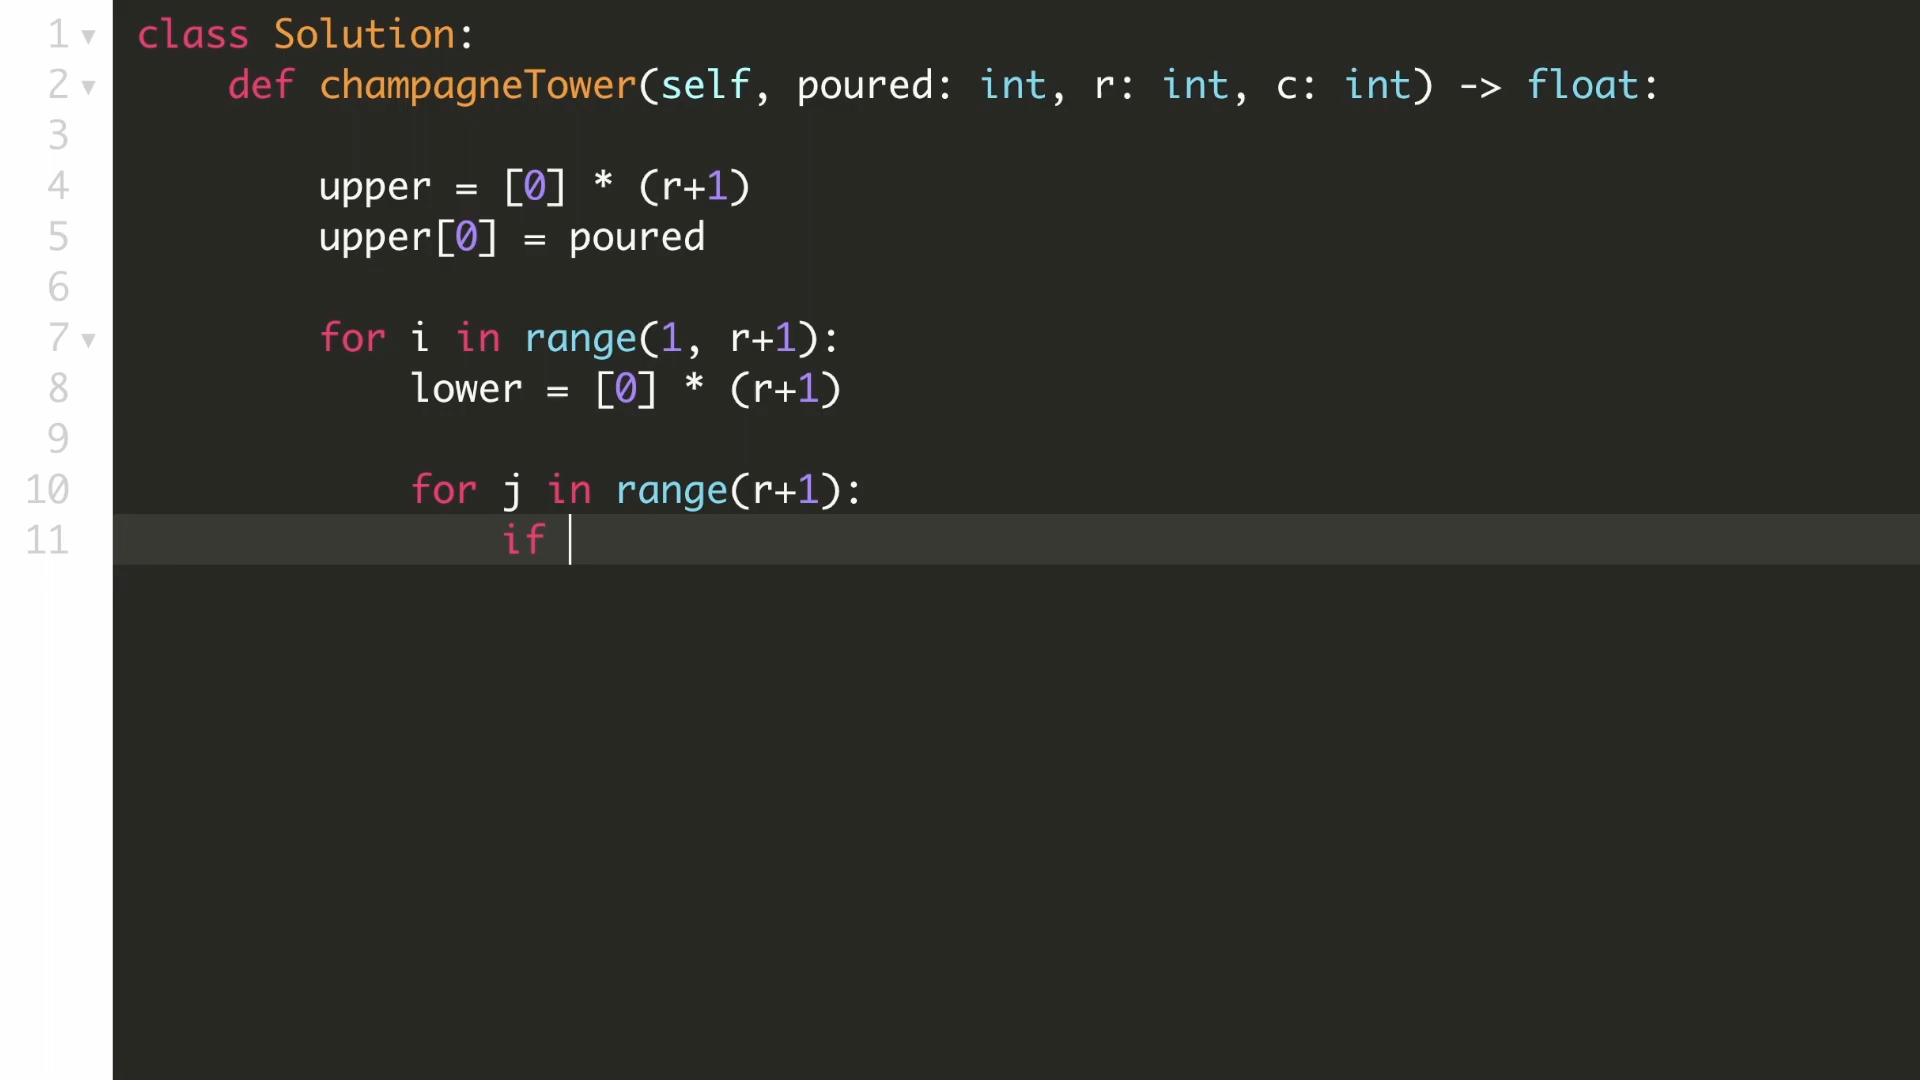 1 class Solution:
2     def champagneTower(self, poured: int, r: int, c: int) -> float:
3
4         upper = [0] * (r+1)
5         upper[0] = poured
6
7         for i in range(1, r+1):
8             lower = [0] * (r+1)
9
10             for j in range(r+1):
11                 if